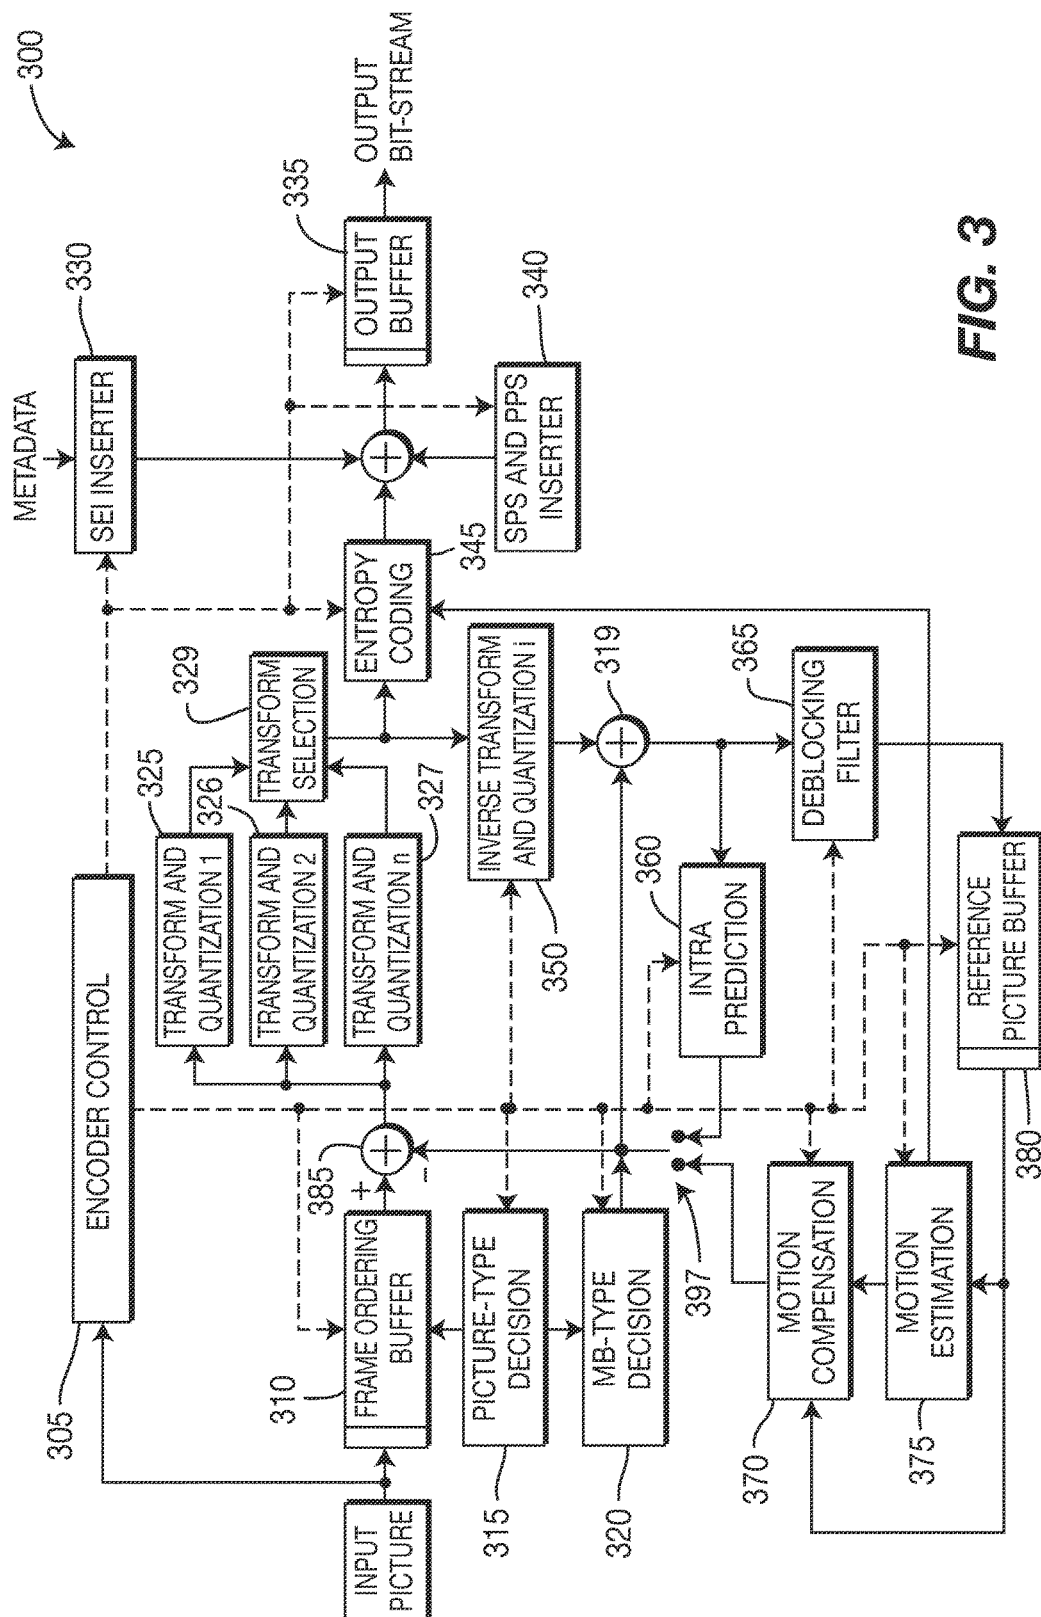 300
METADATA
330
SEI INSERTER
OUTPUT
BIT-STREAM
335
OUTPUT
BUFFER
340
SPS AND PPS
INSERTER
345
ENTROPY
CODING
329
TRANSFORM
SELECTION
325
TRANSFORM AND
QUANTIZATION 1
326
TRANSFORM AND
QUANTIZATION 2
327
TRANSFORM AND
QUANTIZATION n
305
ENCODER CONTROL
INPUT
PICTURE
310
FRAME ORDERING
BUFFER
385
+
–
+
+
315
PICTURE-TYPE
DECISION
320
MB-TYPE
DECISION
397
350
INVERSE TRANSFORM
AND QUANTIZATION i
319
+
360
INTRA
PREDICTION
365
DEBLOCKING
FILTER
370
MOTION
COMPENSATION
375
MOTION
ESTIMATION
380
REFERENCE
PICTURE BUFFER
FIG. 3